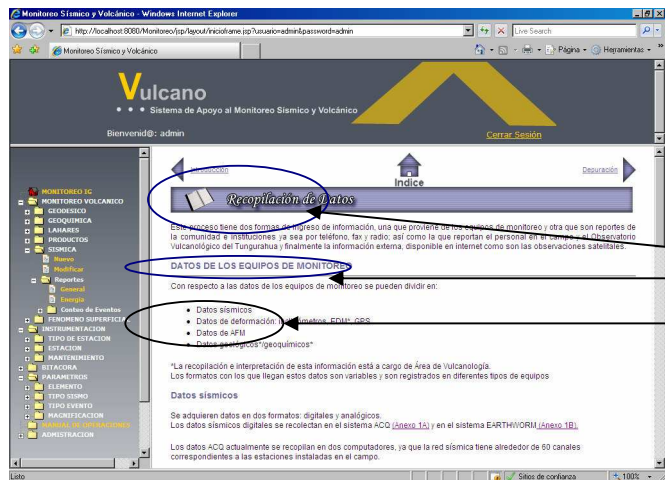 Monitoreo Sísmico y Volcánico - Windows Internet Explorer
http://localhost:8080/Monitoreo/jsp/layout/inicioframe.jsp?usuario=admin&password=admin
Live Search
Monitoreo Sísmico y Volcánico
Página
Herramientas
Vulcano
• • • Sistema de Apoyo al Monitoreo Sísmico y Volcánico
Bienvenid@: admin
Cerrar Sesión
MONITOREO IG
MONITOREO VOLCANICO
GEODESICO
GEOQUIMICA
LAHARES
PRODUCTOS
SISMICA
Nuevo
Modificar
Reportes
General
Energia
Conteo de Eventos
FENOMENO SUPERFICIA
INSTRUMENTACION
TIPO DE ESTACION
ESTACION
MANTENIMIENTO
BITACORA
PARAMETROS
ELEMENTO
TIPO SISMO
TIPO EVENTO
MAGNIFICACION
MANUAL DE OPERACIONES
ADMISTRACION
Introducción
Indice
Depuración
Recopilación de Datos
Este proceso tiene dos formas de ingreso de información, una que proviene de los equipos de monitoreo y otra que son reportes de
la comunidad e instituciones ya sea por teléfono, fax y radio; así como la que reportan el personal en el campo y el Observatorio
Vulcanológico del Tungurahua y finalmente la información externa, disponible en internet como son las observaciones satelitales.
DATOS DE LOS EQUIPOS DE MONITOREO
Con respecto a las datos de los equipos de monitoreo se pueden dividir en:
• Datos sísmicos
• Datos de deformación: inclinómetros, EDM*, GPS
• Datos de AFM
• Datos geológicos*/geoquímicos*
*La recopilación e interpretación de esta información está a cargo de Área de Vulcanología.
Los formatos con los que llegan estos datos son variables y son registrados en diferentes tipos de equipos
Datos sísmicos
Se adquieren datos en dos formatos: digitales y analógicos.
Los datos sísmicos digitales se recolectan en el sistema ACQ (Anexo 1A) y en el sistema EARTHWORM (Anexo 1B).
Los datos ACQ actualmente se recopilan en dos computadores, ya que la red sísmica tiene alrededor de 60 canales
correspondientes a las estaciones instaladas en el campo.
Listo
Sitios de confianza
100%